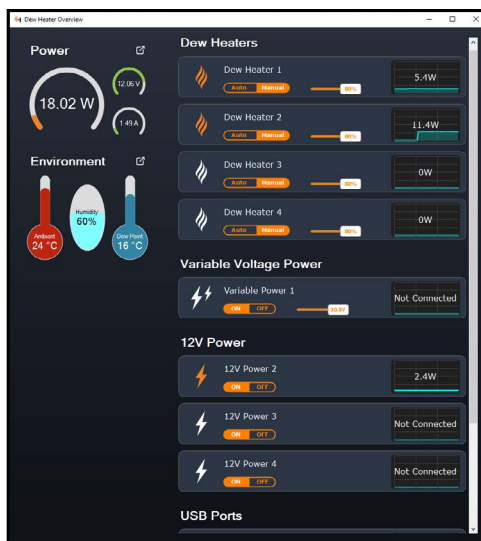 Dew Heater Overview
Power
12.06 V
18.02 W
1.49 A
Environment
Humidity
60%
Ambient
24 °C
Dew Point
16 °C
Dew Heaters
Dew Heater 1
Auto Manual 80%
5.4W
Dew Heater 2
Auto Manual 80%
11.4W
Dew Heater 3
Auto Manual 80%
0W
Dew Heater 4
Auto Manual 80%
0W
Variable Voltage Power
Variable Power 1
ON OFF 10.8V
Not Connected
12V Power
12V Power 2
ON OFF
2.4W
12V Power 3
ON OFF
Not Connected
12V Power 4
ON OFF
Not Connected
USB Ports